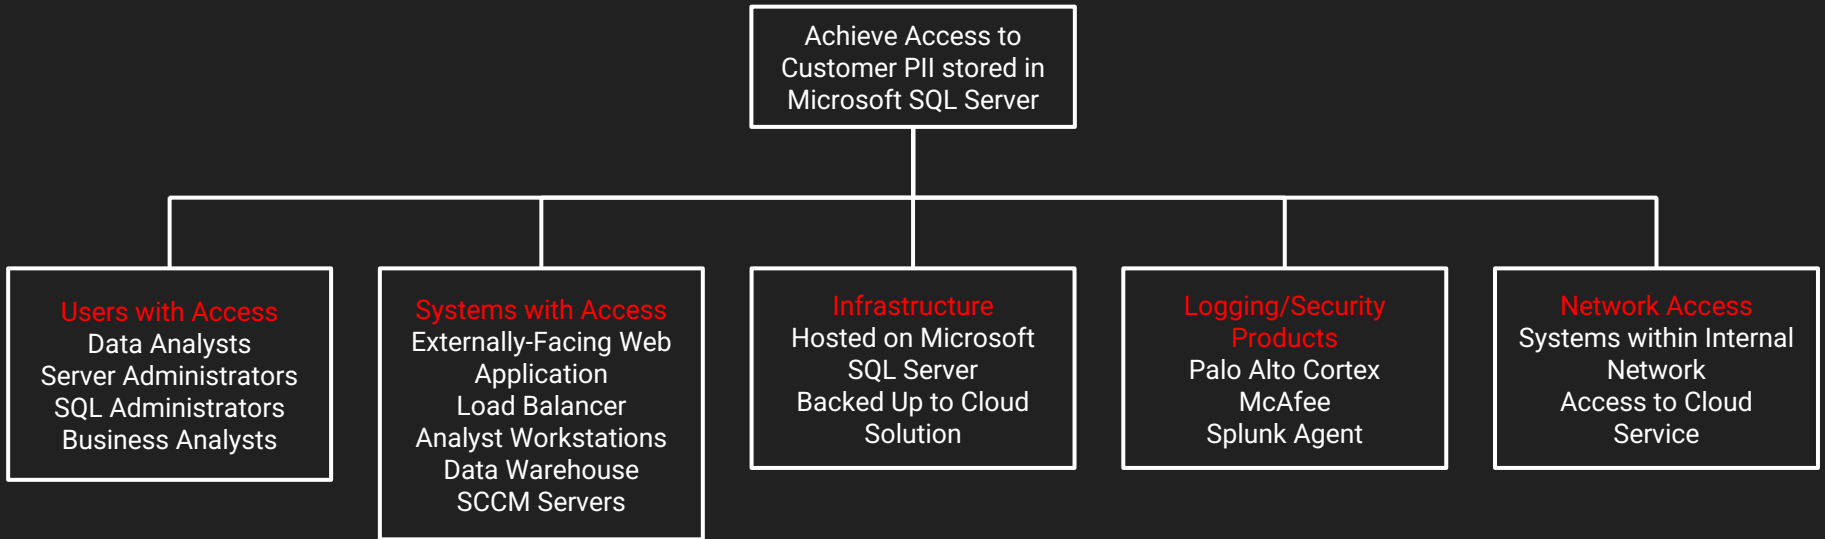 Achieve Access to
Customer PII stored in
Microsoft SQL Server
Users with Access
Data Analysts
Server Administrators
SQL Administrators
Business Analysts
Systems with Access
Externally-Facing Web
Application
Load Balancer
Analyst Workstations
Data Warehouse
SCCM Servers
Infrastructure
Hosted on Microsoft
SQL Server
Backed Up to Cloud
Solution
Logging/Security
Products
Palo Alto Cortex
McAfee
Splunk Agent
Network Access
Systems within Internal
Network
Access to Cloud
Service